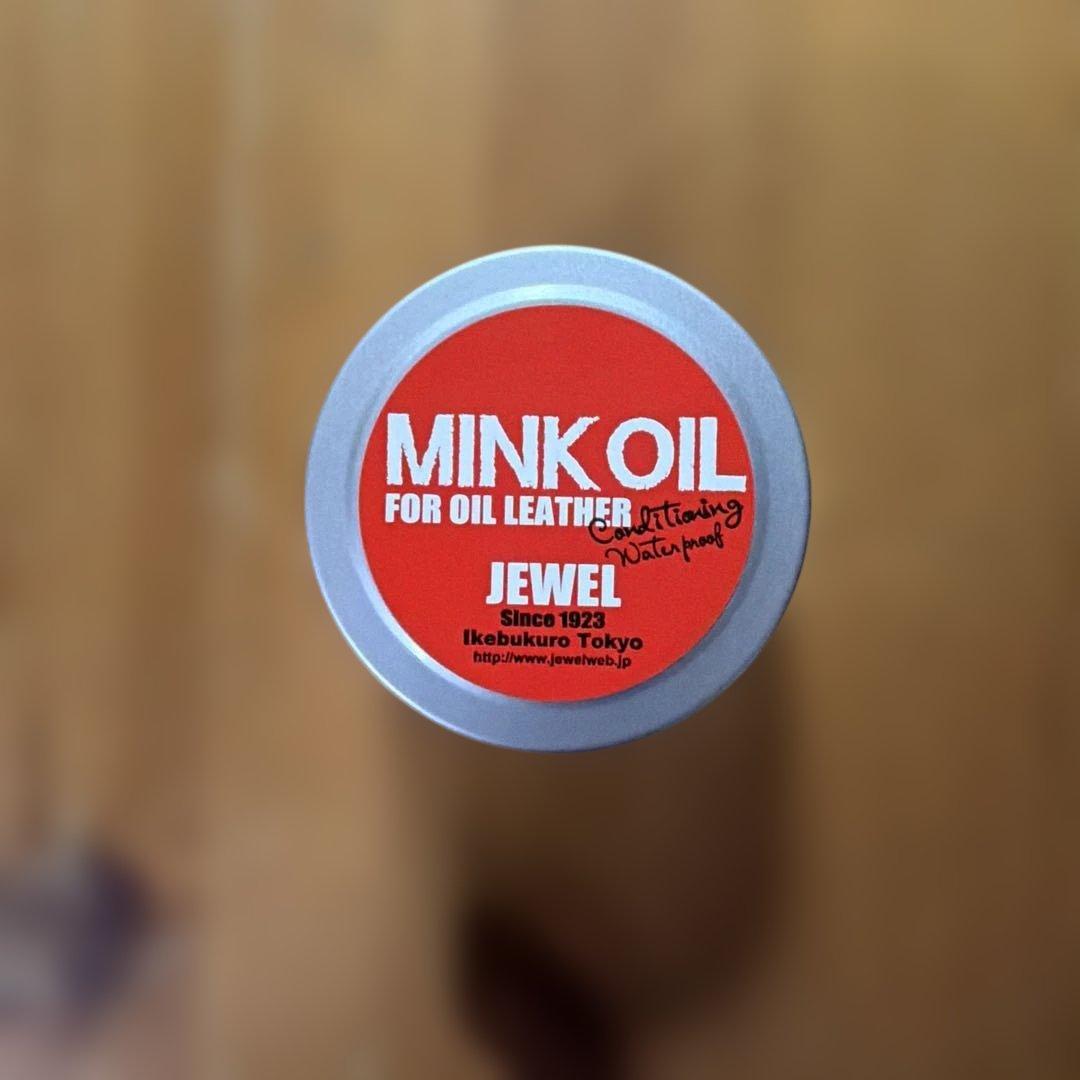 MINK OIL
FOR OIL LEATHER
Conditioning
Waterproof
JEWEL
Since 1923
Ikebukuro Tokyo
http://www.jewelweb.jp